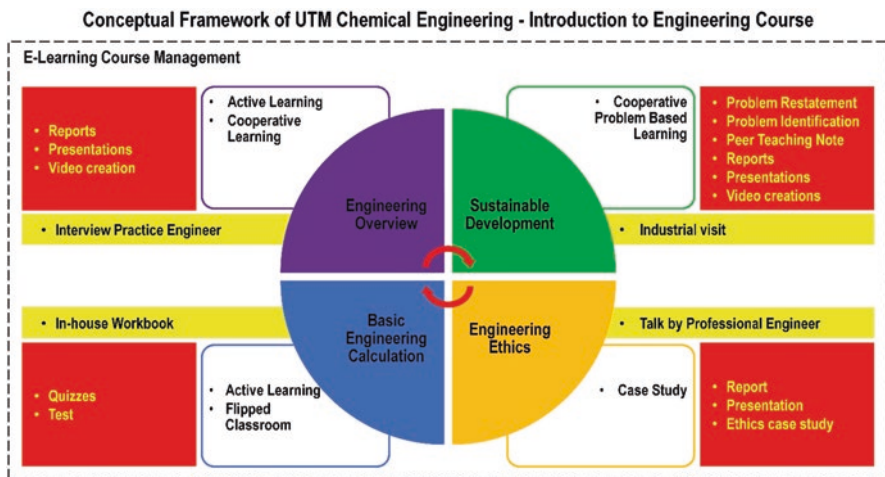 Conceptual Framework of UTM Chemical Engineering - Introduction to Engineering Course
E-Learning Course Management
• Reports
• Presentations
• Video creation
• Active Learning
• Cooperative
Learning
• Interview Practice Engineer
Engineering
Overview
Sustainable
Development
• Cooperative
Problem Based
Learning
• Problem Restatement
• Problem Identification
• Peer Teaching Note
• Reports
• Presentations
• Video creations
• Industrial visit
• In-house Workbook
• Quizzes
• Test
• Active Learning
• Flipped
Classroom
Basic
Engineering
Calculation
Engineering
Ethics
• Talk by Professional Engineer
• Case Study
• Report
• Presentation
• Ethics case study